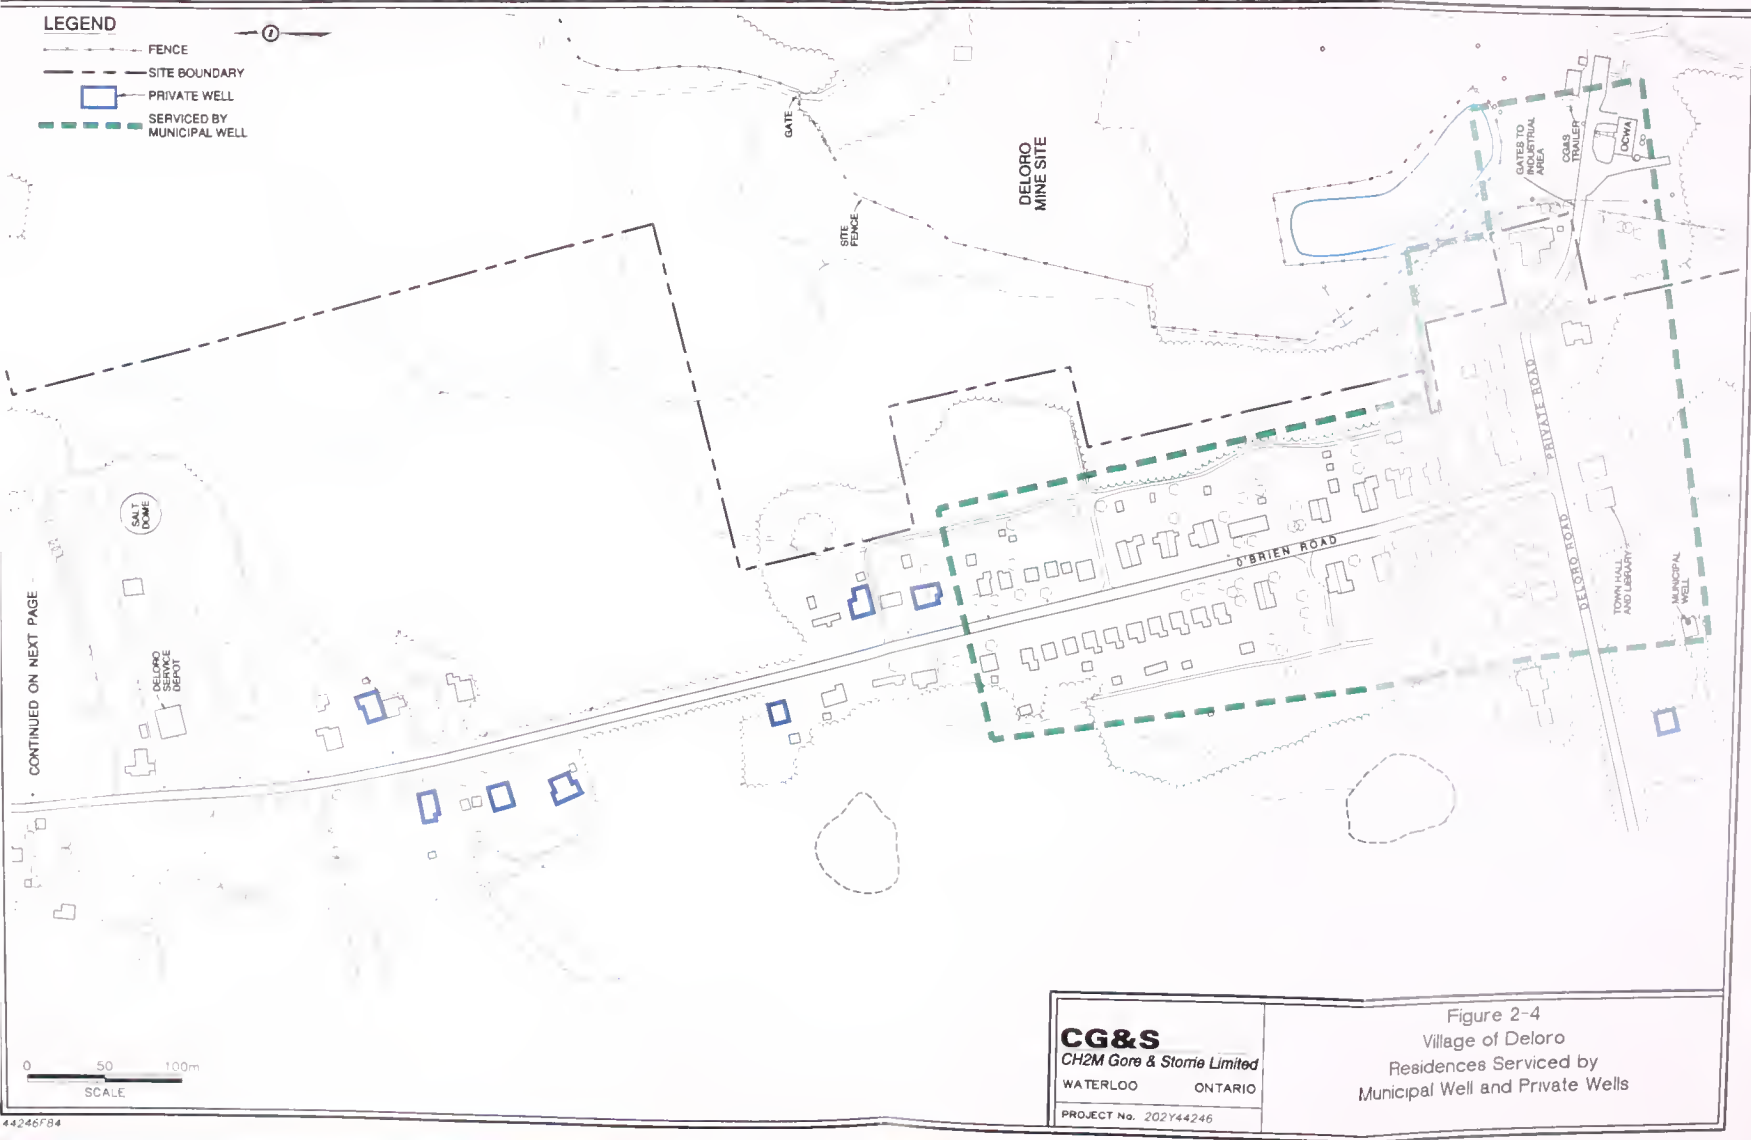 LEGEND
FENCE
SITE BOUNDARY
PRIVATE WELL
SERVICED BY
MUNICIPAL WELL
GATE
DELORO
MINE SITE
SITE
FENCE
GATES TO
INDUSTRIAL
AREA
CG&S
TRAILER
DCWA
PRIVATE ROAD
SALT
DOME
CONTINUED ON NEXT PAGE
DELORO
SERVICE
DEPOT
O'BRIEN ROAD
DELORO ROAD
TOWN HALL
AND LIBRARY
MUNICIPAL
WELL
0 50 100m
SCALE
CG&S
CH2M Gore & Storrie Limited
WATERLOO ONTARIO
PROJECT No. 202Y44246
Figure 2-4
Village of Deloro
Residences Serviced by
Municipal Well and Private Wells
44246F84